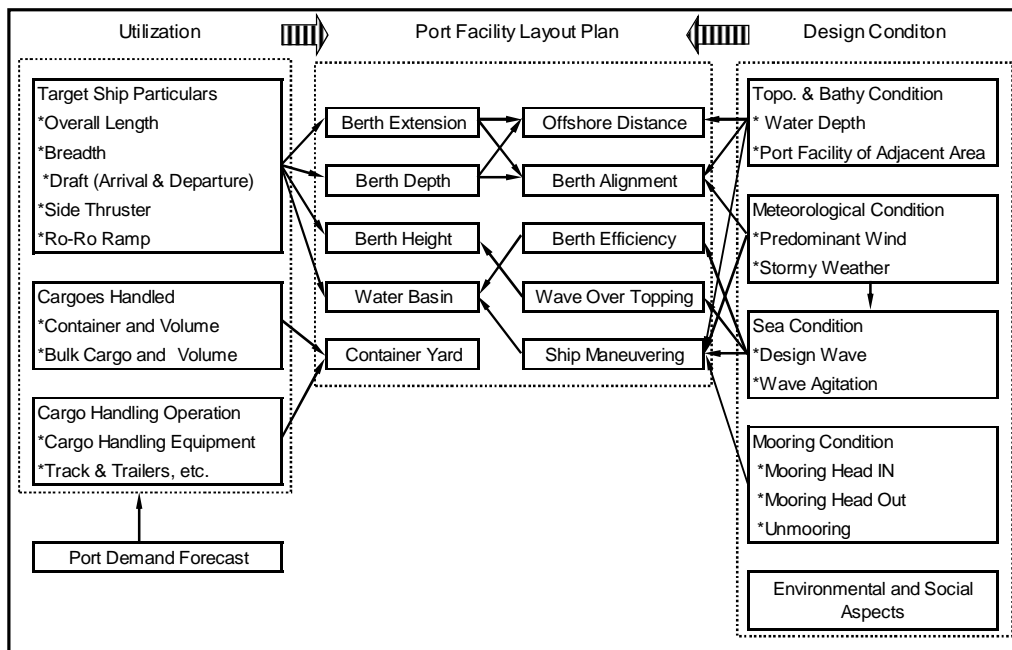 Utilization
Port Facility Layout Plan
Design Conditon
Target Ship Particulars
*Overall Length
*Breadth
*Draft (Arrival & Departure)
*Side Thruster
*Ro-Ro Ramp
Cargoes Handled
*Container and Volume
*Bulk Cargo and Volume
Cargo Handling Operation
*Cargo Handling Equipment
*Track & Trailers, etc.
Port Demand Forecast
Berth Extension
Berth Depth
Berth Height
Water Basin
Container Yard
Offshore Distance
Berth Alignment
Berth Efficiency
Wave Over Topping
Ship Maneuvering
Topo. & Bathy Condition
* Water Depth
*Port Facility of Adjacent Area
Meteorological Condition
*Predominant Wind
*Stormy Weather
Sea Condition
*Design Wave
*Wave Agitation
Mooring Condition
*Mooring Head IN
*Mooring Head Out
*Unmooring
Environmental and Social
Aspects